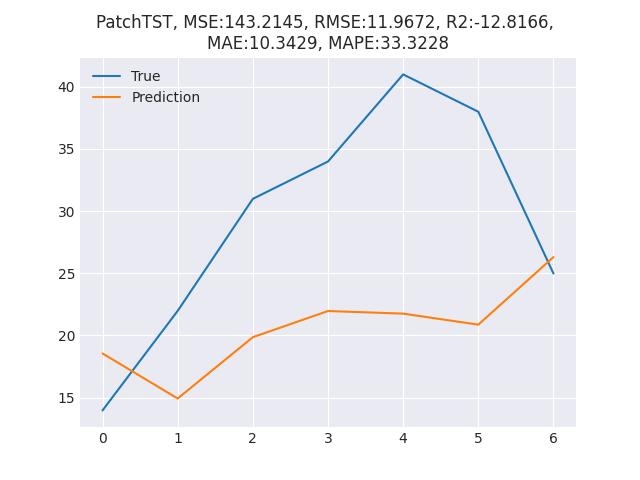 PatchTST, MSE:143.2145, RMSE:11.9672, R2:-12.8166,
MAE:10.3429, MAPE:33.3228
True
Prediction
40
35
30
25
20
15
0 1 2 3 4 5 6